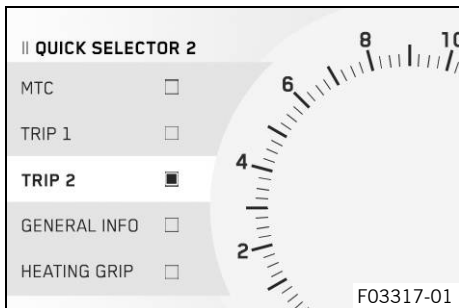 || QUICK SELECTOR 2
MTC
TRIP 1
TRIP 2
GENERAL INFO
HEATING GRIP
2
4
6
8
10
F03317-01